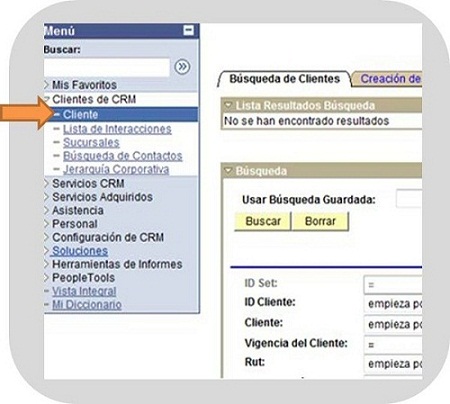 Menú
Buscar:
Mis Favoritos
Clientes de CRM
Cliente
Lista de Interacciones
Sucursales
Búsqueda de Contactos
Jerarquía Corporativa
Servicios CRM
Servicios Adquiridos
Asistencia
Personal
Configuración de CRM
Soluciones
Herramientas de Informes
PeopleTools
Vista Integral
Mi Diccionario
Búsqueda de Clientes
Creación de
Lista Resultados Búsqueda
No se han encontrado resultados
Búsqueda
Usar Búsqueda Guardada:
Buscar Borrar
ID Set: =
ID Cliente: empieza po
Cliente: empieza po
Vigencia del Cliente: =
Rut: empieza po